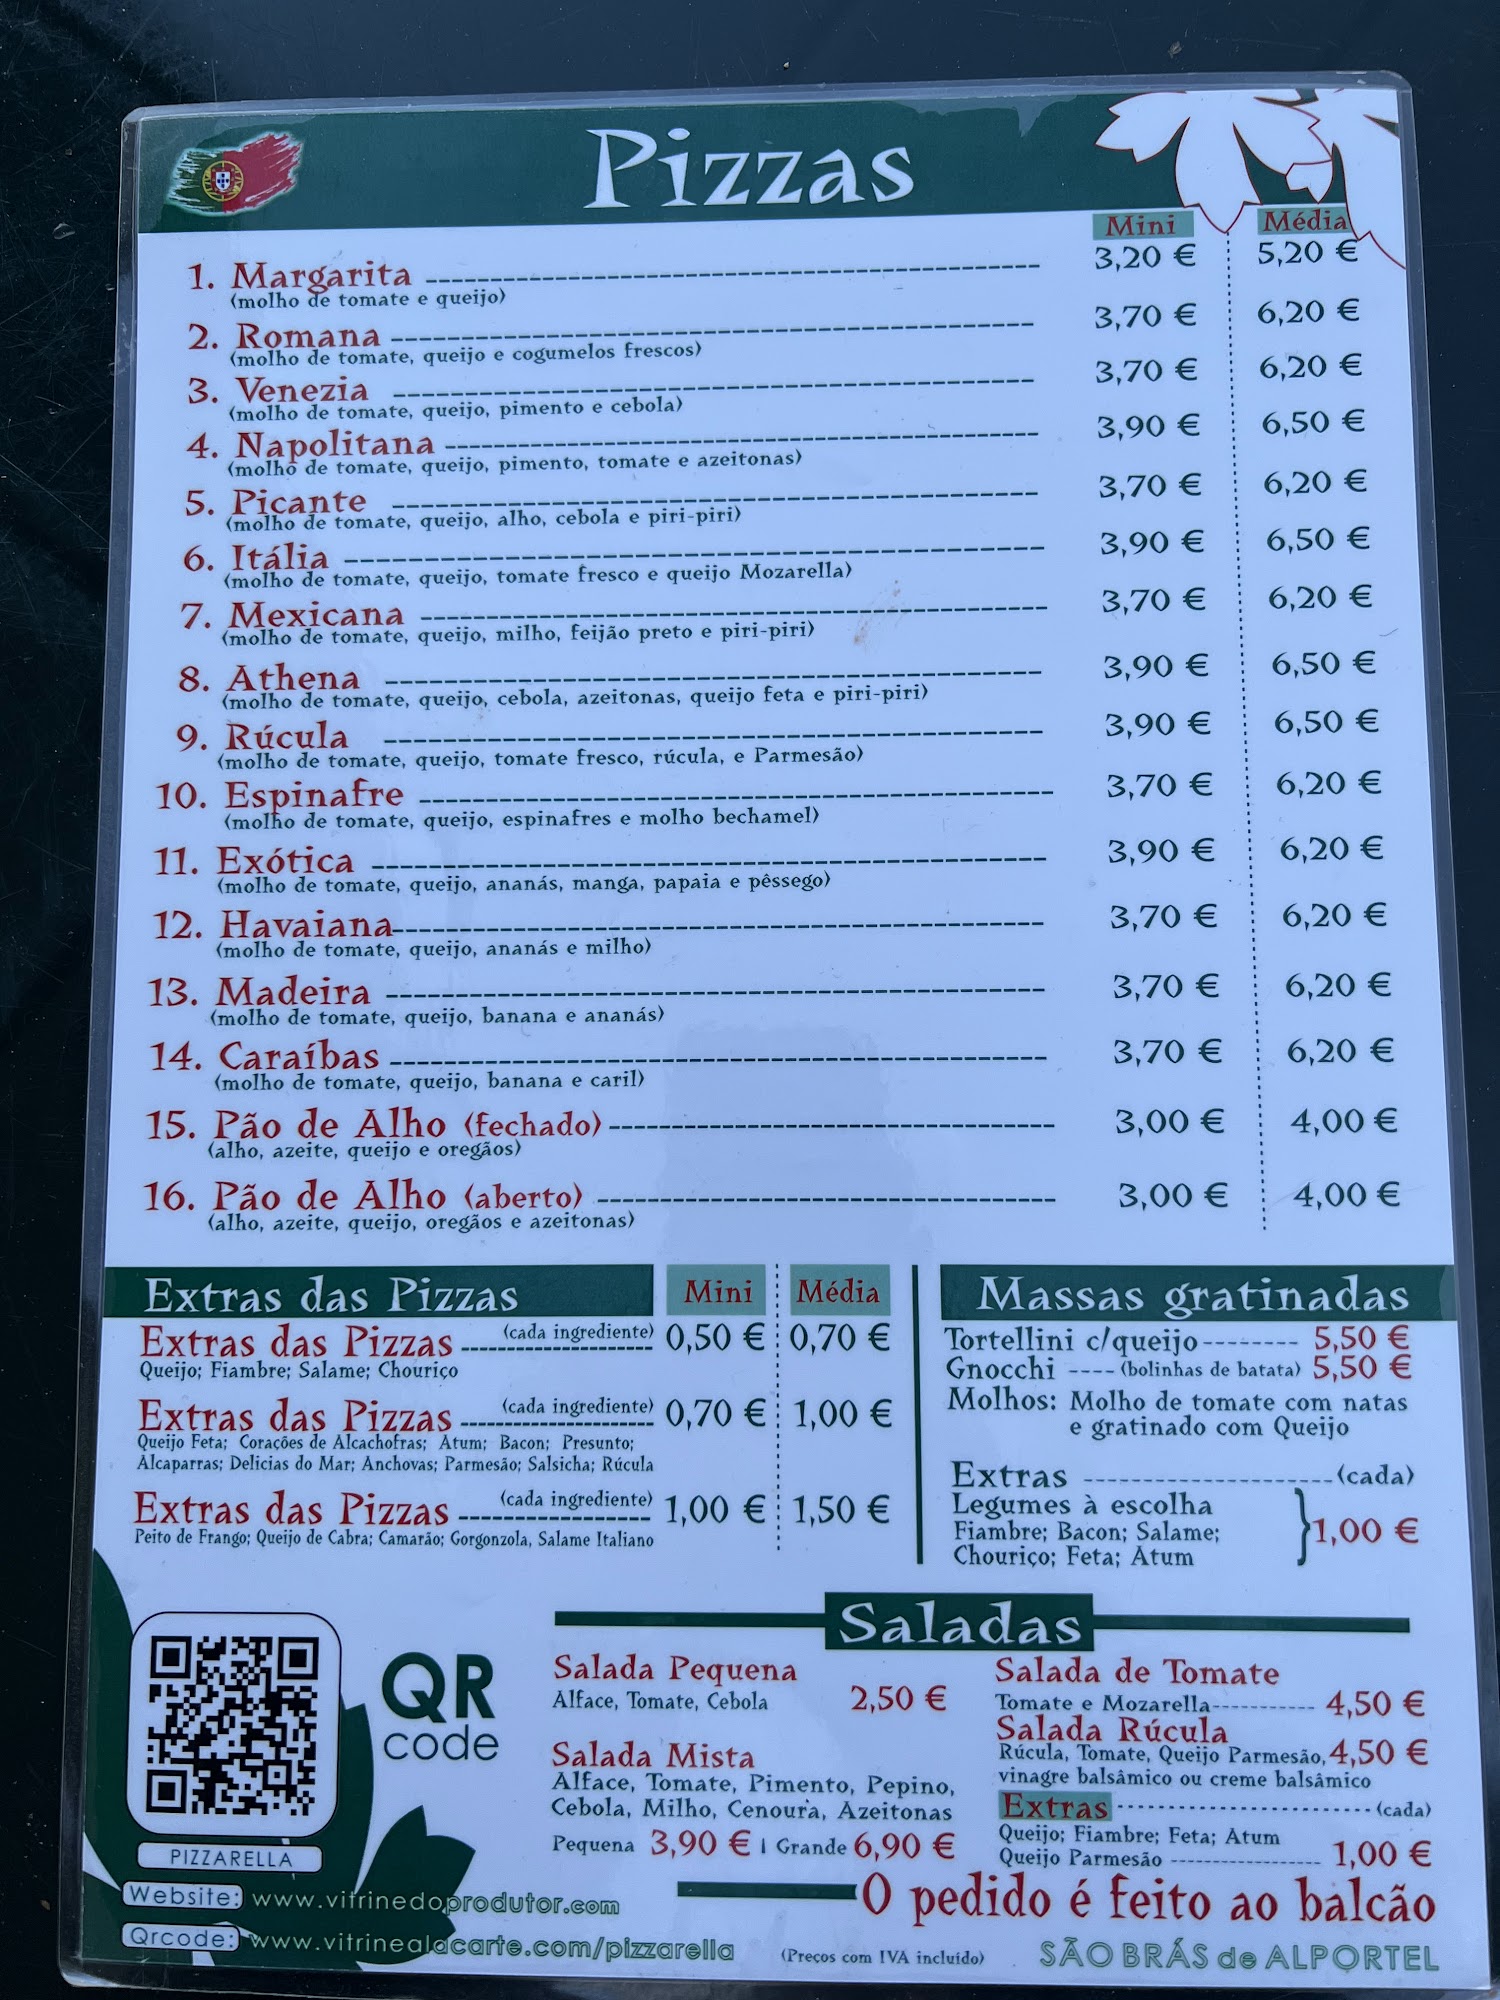 Pizzas
Mini Média
1. Margarita 3,20 € 5,20 €
(molho de tomate e queijo)
2. Romana 3,70 € 6,20 €
(molho de tomate, queijo e cogumelos frescos)
3. Venezia 3,70 € 6,20 €
(molho de tomate, queijo, pimento e cebola)
4. Napolitana 3,90 € 6,50 €
(molho de tomate, queijo, pimento, tomate e azeitonas)
5. Picante 3,70 € 6,20 €
(molho de tomate, queijo, alho, cebola e piri-piri)
6. Itália 3,90 € 6,50 €
(molho de tomate, queijo, tomate fresco e queijo Mozarella)
7. Mexicana 3,70 € 6,20 €
(molho de tomate, queijo, milho, feijão preto e piri-piri)
8. Athena 3,90 € 6,50 €
(molho de tomate, queijo, cebola, azeitonas, queijo feta e piri-piri)
9. Rúcula 3,90 € 6,50 €
(molho de tomate, queijo, tomate fresco, rúcula, e Parmesão)
10. Espinafre 3,70 € 6,20 €
(molho de tomate, queijo, espinafres e molho bechamel)
11. Exótica 3,90 € 6,20 €
(molho de tomate, queijo, ananás, manga, papaia e pêssego)
12. Havaiana 3,70 € 6,20 €
(molho de tomate, queijo, ananás e milho)
13. Madeira 3,70 € 6,20 €
(molho de tomate, queijo, banana e ananás)
14. Caraíbas 3,70 € 6,20 €
(molho de tomate, queijo, banana e caril)
15. Pão de Alho (fechado) 3,00 € 4,00 €
(alho, azeite, queijo e oregãos)
16. Pão de Alho (aberto) 3,00 € 4,00 €
(alho, azeite, queijo, oregãos e azeitonas)
Extras das Pizzas Mini Média
Extras das Pizzas (cada ingrediente) 0,50 € 0,70 €
Queijo; Fiambre; Salame; Chouriço
Extras das Pizzas (cada ingrediente) 0,70 € 1,00 €
Queijo Feta; Corações de Alcachofras; Atum; Bacon; Presunto;
Alcaparras; Delicias do Mar; Anchovas; Parmesão; Salsicha; Rúcula
Extras das Pizzas (cada ingrediente) 1,00 € 1,50 €
Peito de Frango; Queijo de Cabra; Camarão; Gorgonzola, Salame Italiano
Massas gratinadas
Tortellini c/queijo 5,50 €
Gnocchi (bolinhas de batata) 5,50 €
Molhos: Molho de tomate com natas
e gratinado com Queijo
Extras (cada)
Legumes à escolha
Fiambre; Bacon; Salame; 1,00 €
Chouriço; Feta; Atum
Saladas
Salada Pequena
Alface, Tomate, Cebola 2,50 €
Salada Mista
Alface, Tomate, Pimento, Pepino,
Cebola, Milho, Cenoura, Azeitonas
Pequena 3,90 € | Grande 6,90 €
Salada de Tomate
Tomate e Mozarella 4,50 €
Salada Rúcula
Rúcula, Tomate, Queijo Parmesão, 4,50 €
vinagre balsâmico ou creme balsâmico
Extras (cada)
Queijo; Fiambre; Feta; Atum
Queijo Parmesão 1,00 €
QR
code
PIZZARELLA
O pedido é feito ao balcão
Website: www.vitrinedoprodutor.com
Qrcode: www.vitrinealacarte.com/pizzarella
(Preços com IVA incluído)
SÃO BRÁS de ALPORTEL